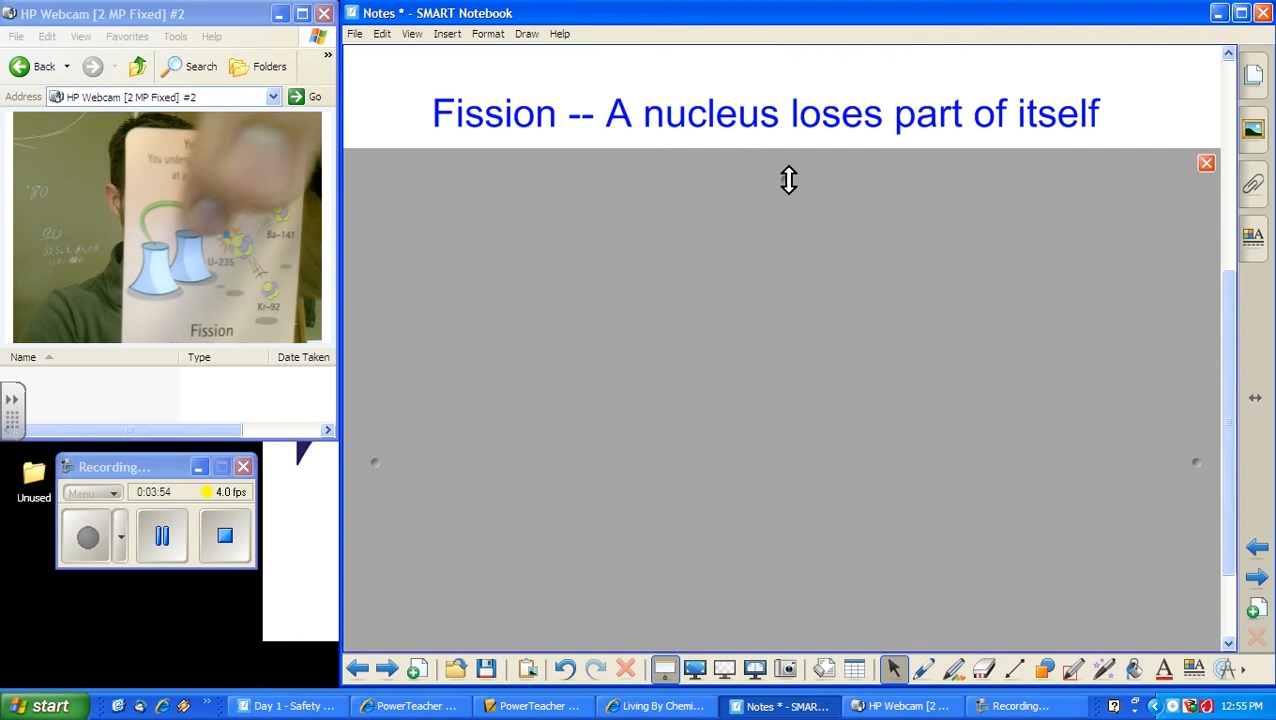 HP Webcam [2 MP Fixed] #2
File Edit View Favorites Tools Help
Back Search Folders
Address HP Webcam [2 MP Fixed] #2 Go
'80
You underg
at a
Ba-141
U-235
Kr-92
Fission
Name Type Date Taken
Unused
Recording...
Menu 0:03:54 4.0 fps
Notes * - SMART Notebook
File Edit View Insert Format Draw Help
Fission -- A nucleus loses part of itself
start Day 1 - Safety ... PowerTeacher ... PowerTeacher ... Living By Chemi... Notes * - SMAR... HP Webcam [2 ... Recording... 12:55 PM